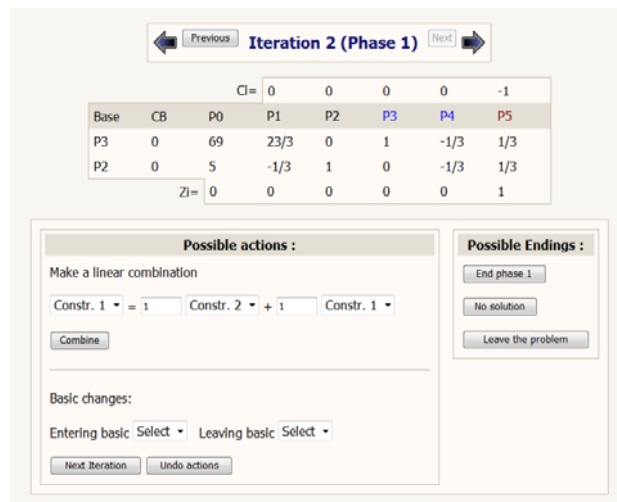 Previous Iteration 2 (Phase 1) Next
Ci= 0 0 0 0 -1
Base CB P0 P1 P2 P3 P4 P5
P3 0 69 23/3 0 1 -1/3 1/3
P2 0 5 -1/3 1 0 -1/3 1/3
Zi= 0 0 0 0 0 1
Possible actions :
Make a linear combination
Constr. 1 = 1 Constr. 2 + 1 Constr. 1
Combine
Basic changes:
Entering basic Select Leaving basic Select
Next Iteration Undo actions
Possible Endings :
End phase 1
No solution
Leave the problem